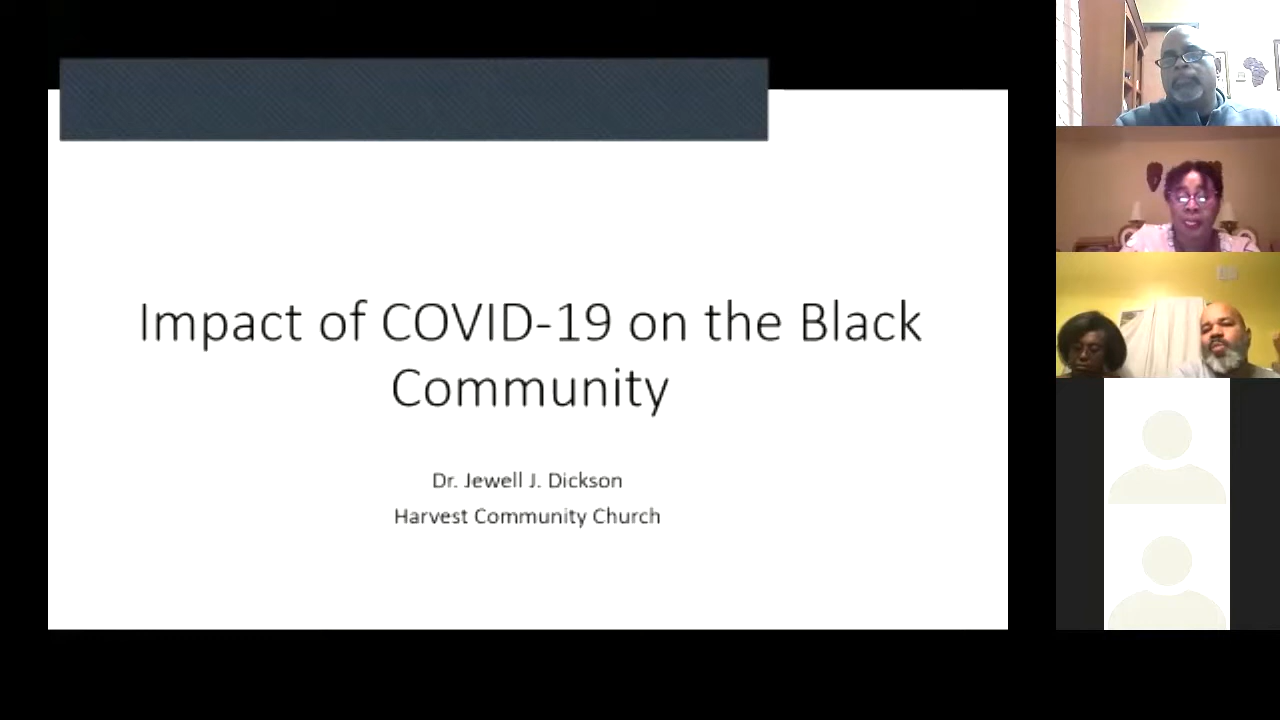 Impact of COVID-19 on the Black
Community
Dr. Jewell J. Dickson
Harvest Community Church